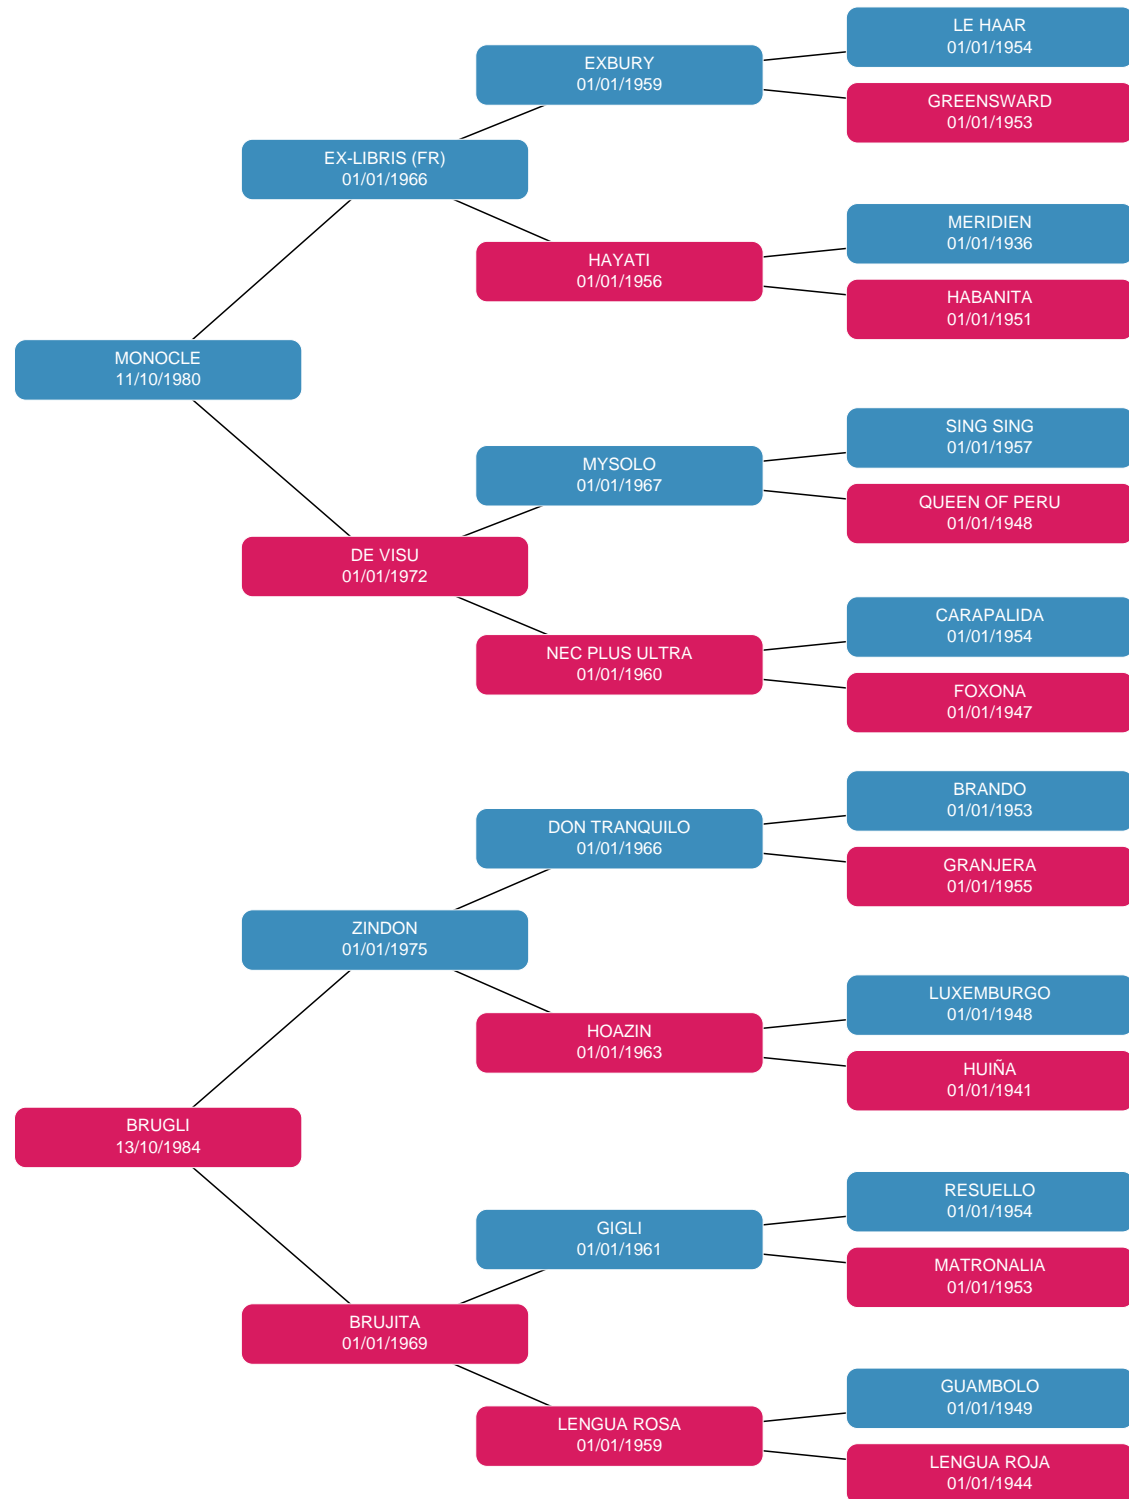 LE HAAR
01/01/1954
EXBURY
01/01/1959
GREENSWARD
01/01/1953
EX-LIBRIS (FR)
01/01/1966
MERIDIEN
01/01/1936
HAYATI
01/01/1956
HABANITA
01/01/1951
MONOCLE
11/10/1980
SING SING
01/01/1957
MYSOLO
01/01/1967
QUEEN OF PERU
01/01/1948
DE VISU
01/01/1972
CARAPALIDA
01/01/1954
NEC PLUS ULTRA
01/01/1960
FOXONA
01/01/1947
BRANDO
01/01/1953
DON TRANQUILO
01/01/1966
GRANJERA
01/01/1955
ZINDON
01/01/1975
LUXEMBURGO
01/01/1948
HOAZIN
01/01/1963
HUIÑA
01/01/1941
BRUGLI
13/10/1984
RESUELLO
01/01/1954
GIGLI
01/01/1961
MATRONALIA
01/01/1953
BRUJITA
01/01/1969
GUAMBOLO
01/01/1949
LENGUA ROSA
01/01/1959
LENGUA ROJA
01/01/1944